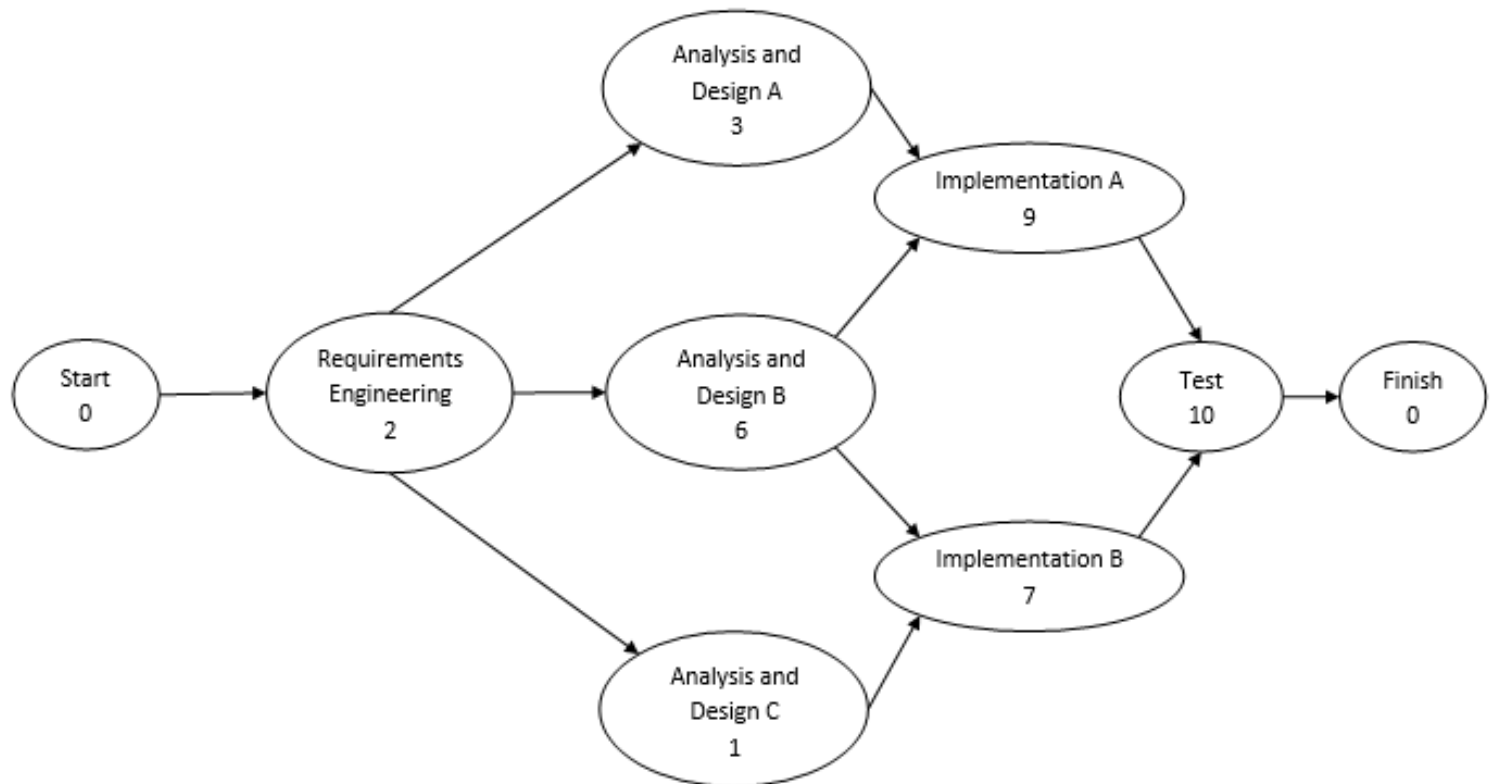 Start
0
Requirements
Engineering
2
Analysis and
Design A
3
Analysis and
Design B
6
Analysis and
Design C
1
Implementation A
9
Implementation B
7
Test
10
Finish
0